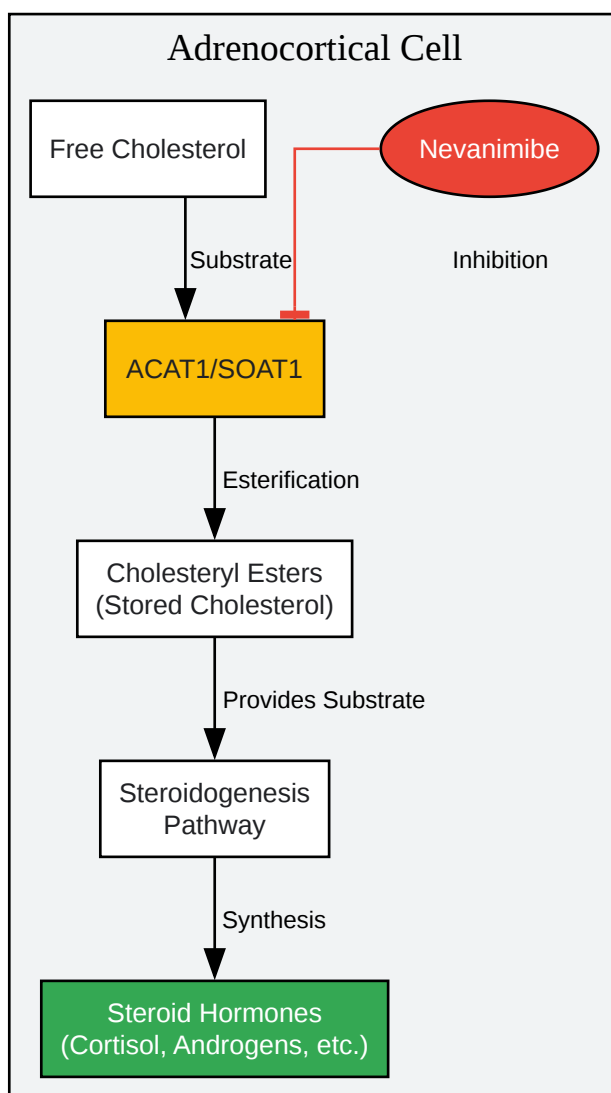 Adrenocortical Cell
Free Cholesterol
Nevanimibe
Substrate
Inhibition
ACAT1/SOAT1
Esterification
Cholesteryl Esters
(Stored Cholesterol)
Provides Substrate
Steroidogenesis
Pathway
Synthesis
Steroid Hormones
(Cortisol, Androgens, etc.)